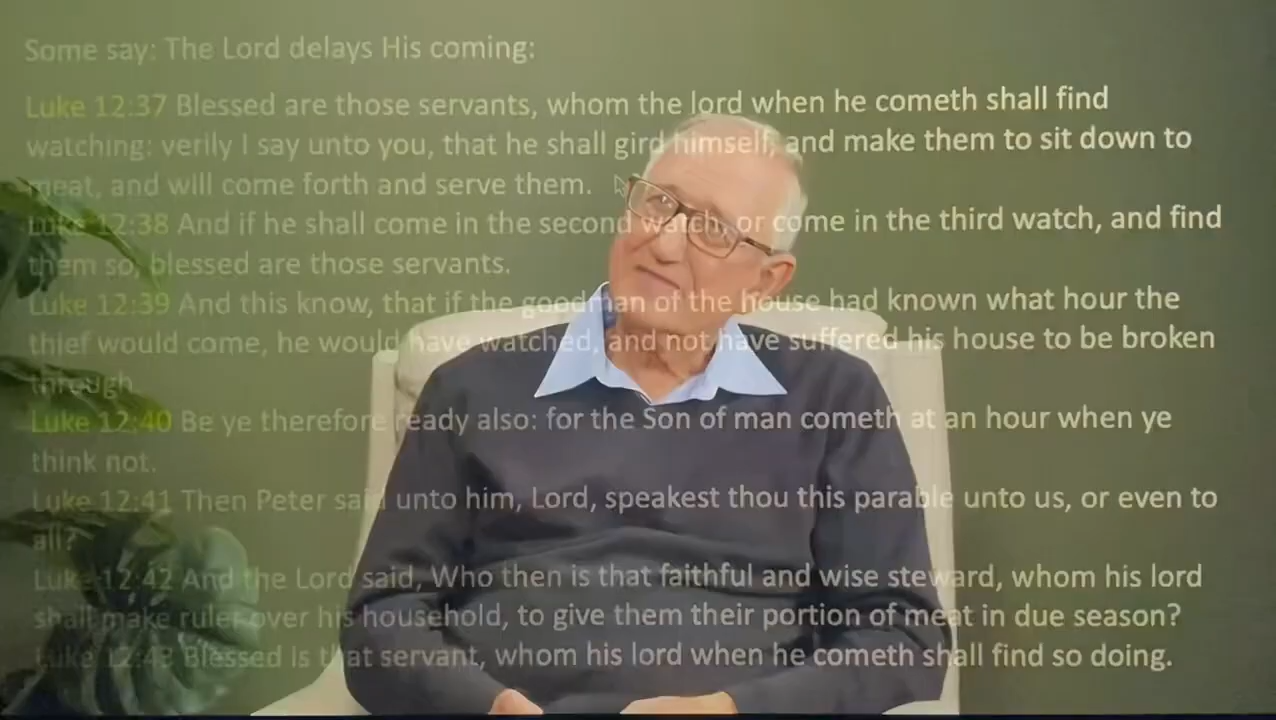 Some say: The Lord delays His coming:
Luke 12:37 Blessed are those servants, whom the lord when he cometh shall find
watching: verily I say unto you, that he shall gird himself, and make them to sit down to
meat, and will come forth and serve them.
Luke 12:38 And if he shall come in the second watch, or come in the third watch, and find
them so, blessed are those servants.
Luke 12:39 And this know, that if the goodman of the house had known what hour the
thief would come, he would have watched, and not have suffered his house to be broken
through.
Luke 12:40 Be ye therefore ready also: for the Son of man cometh at an hour when ye
think not.
Luke 12:41 Then Peter said unto him, Lord, speakest thou this parable unto us, or even to
all?
Luke 12:42 And the Lord said, Who then is that faithful and wise steward, whom his lord
shall make ruler over his household, to give them their portion of meat in due season?
Luke 12:43 Blessed is that servant, whom his lord when he cometh shall find so doing.